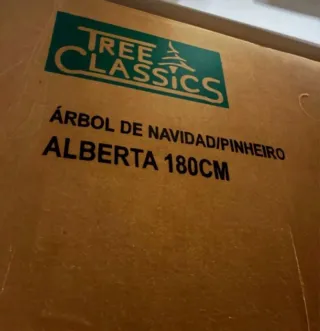 TREE
CLASSICS
ÁRBOL DE NAVIDAD/PINHEIRO
ALBERTA 180CM